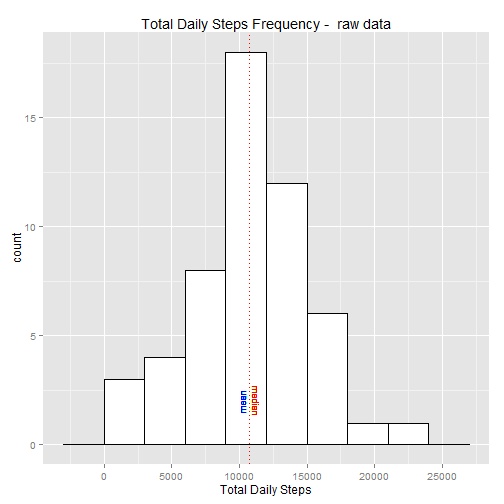 Total Daily Steps Frequency -  raw data
count
15
10
5
0
mean
median
0 5000 10000 15000 20000 25000
Total Daily Steps